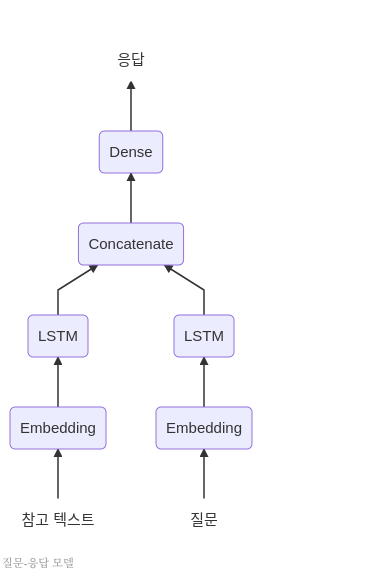 응답
Dense
Concatenate
LSTM LSTM
Embedding Embedding
참고 텍스트 질문
질문-응답 모델